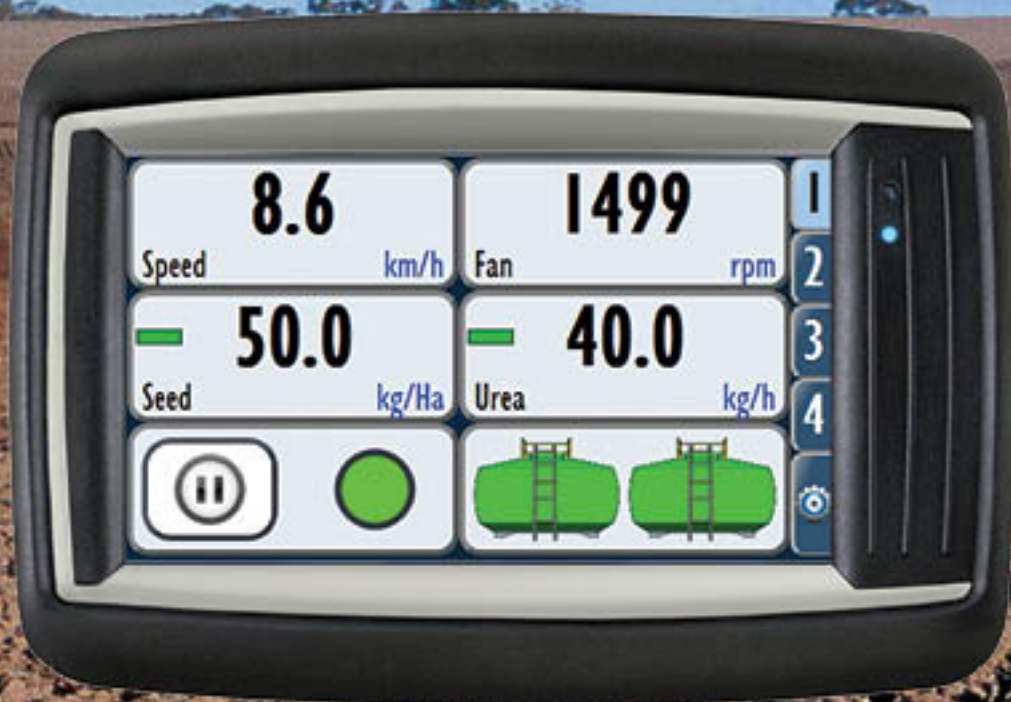 8.6
Speed km/h
1499
Fan rpm
50.0
Seed kg/Ha
40.0
Urea kg/h
1
2
3
4